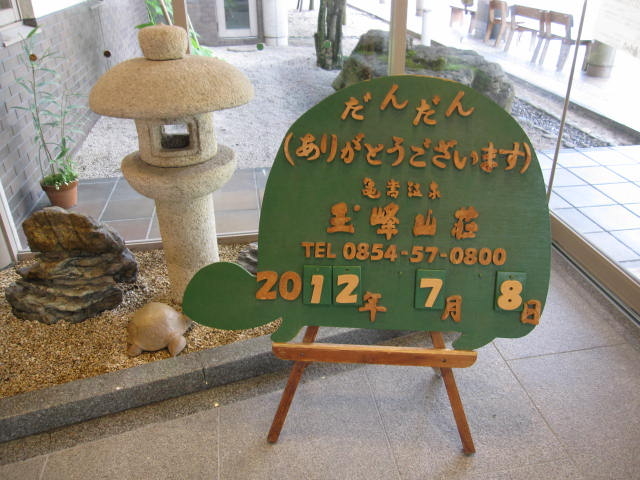 だんだん
(ありがとうございます)
亀嵩温泉
玉峰山荘
TEL 0854-57-0800
2012年 7月 8日